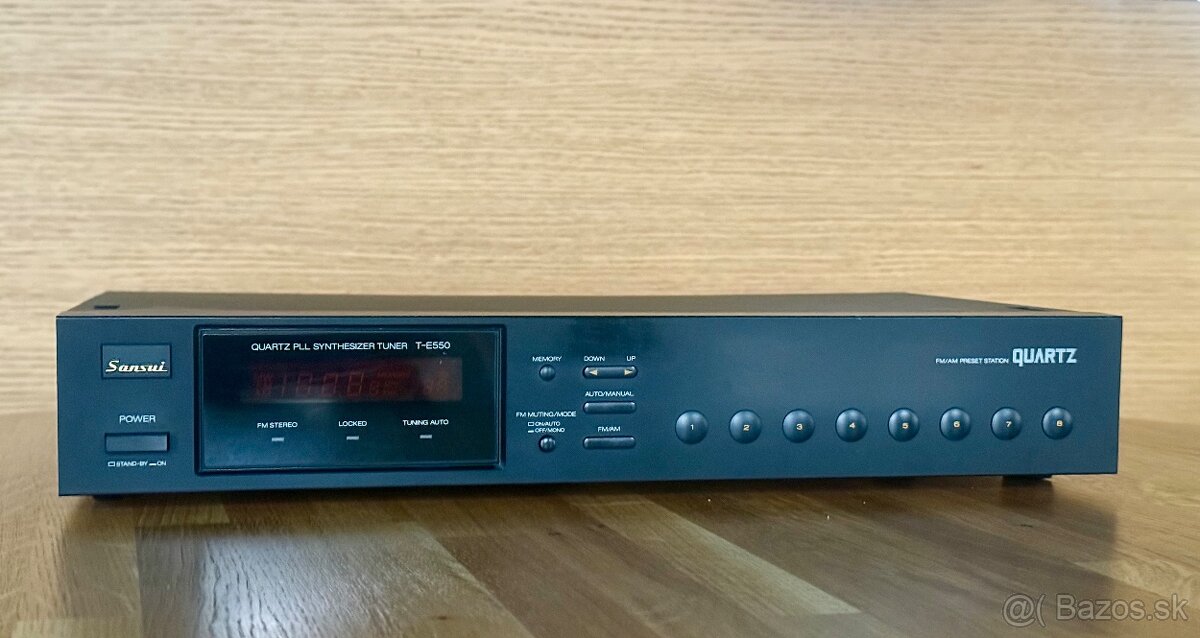 Sansui
POWER
STAND-BY ON
QUARTZ PLL SYNTHESIZER TUNER T-E550
FM STEREO
LOCKED
TUNING AUTO
MEMORY
DOWN
UP
AUTO/MANUAL
FM MUTING/MODE
ON/AUTO
OFF/MONO
FM/AM
FM/AM PRESET STATION QUARTZ
1 2 3 4 5 6 7 8
@( Bazos.sk